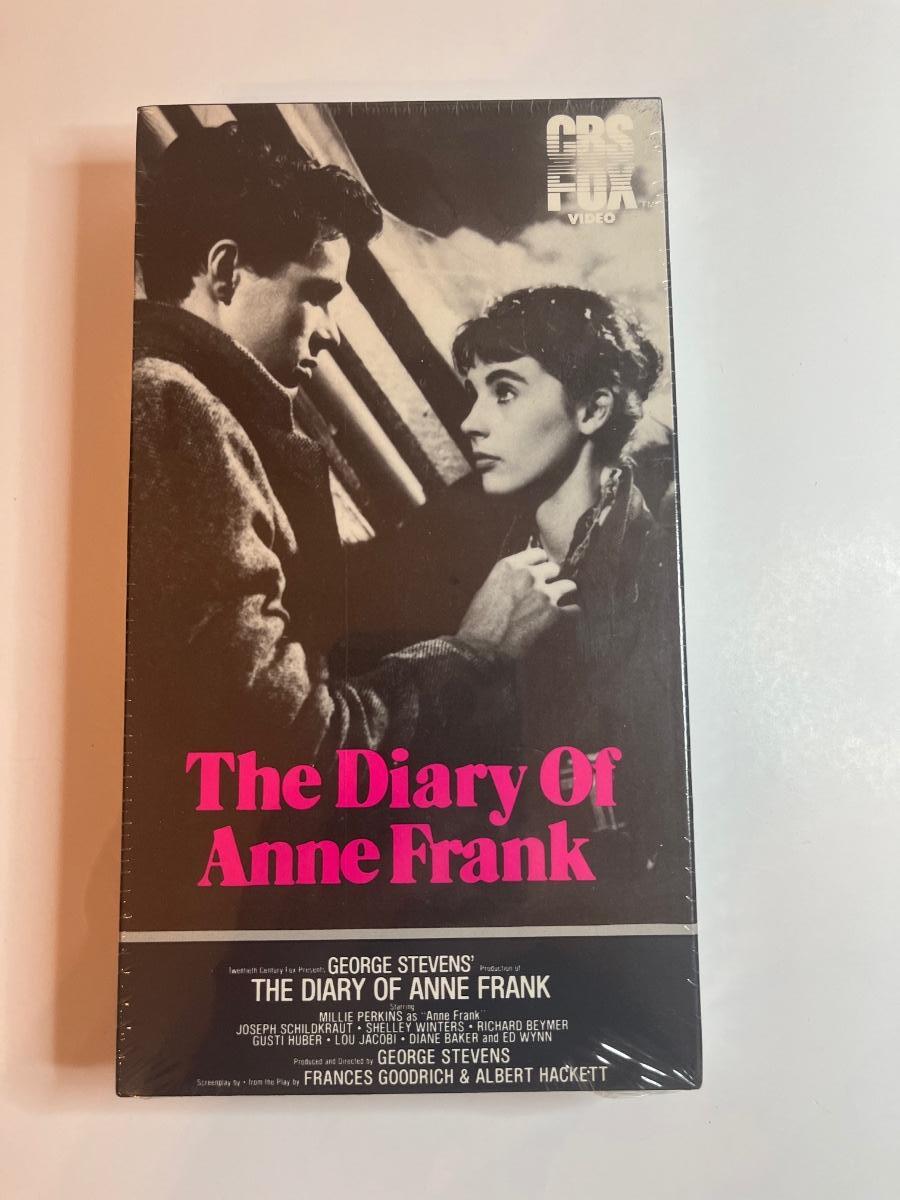 CBS
FOX
VIDEO
TM
The Diary Of
Anne Frank
Twentieth Century Fox Presents GEORGE STEVENS' Production of
THE DIARY OF ANNE FRANK
Starring
MILLIE PERKINS as "Anne Frank"
JOSEPH SCHILDKRAUT • SHELLEY WINTERS • RICHARD BEYMER
GUSTI HUBER • LOU JACOBI • DIANE BAKER and ED WYNN
Produced and Directed by GEORGE STEVENS
Screenplay by • from the Play by FRANCES GOODRICH & ALBERT HACKETT